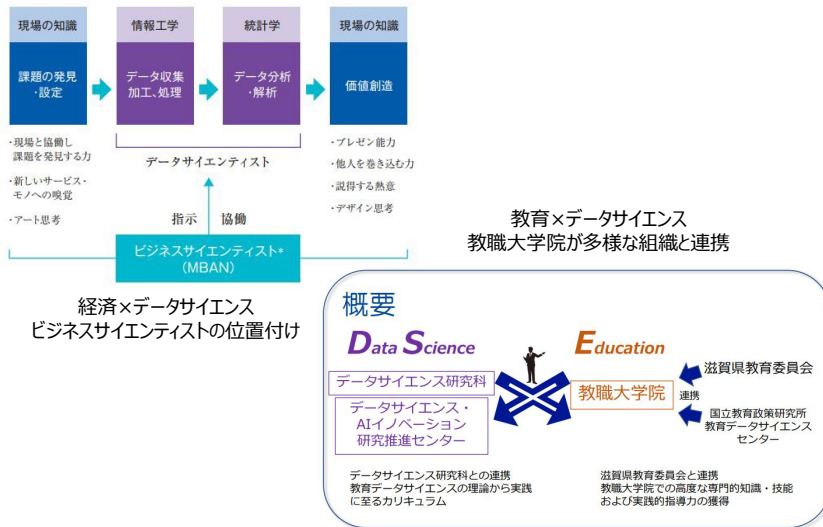 現場の知識
情報工学
統計学
現場の知識
課題の発見
・設定
データ収集
加工、処理
データ分析
・解析
価値創造
・現場と協働し
課題を発見する力
・新しいサービス・
モノへの嗅覚
・アート思考
データサイエンティスト
・プレゼン能力
・他人を巻き込む力
・説得する熱意
・デザイン思考
指示
協働
ビジネスサイエンティスト*
(MBAN)
経済×データサイエンス
ビジネスサイエンティストの位置付け
教育×データサイエンス
教職大学院が多様な組織と連携
概要
Data Science
Education
データサイエンス研究科
データサイエンス・
AIイノベーション
研究推進センター
教職大学院
滋賀県教育委員会
連携
国立教育政策研究所
教育データサイエンス
センター
データサイエンス研究科との連携
教育データサイエンスの理論から実践
に至るカリキュラム
滋賀県教育委員会と連携
教職大学院での高度な専門的知識・技能
および実践的指導力の獲得